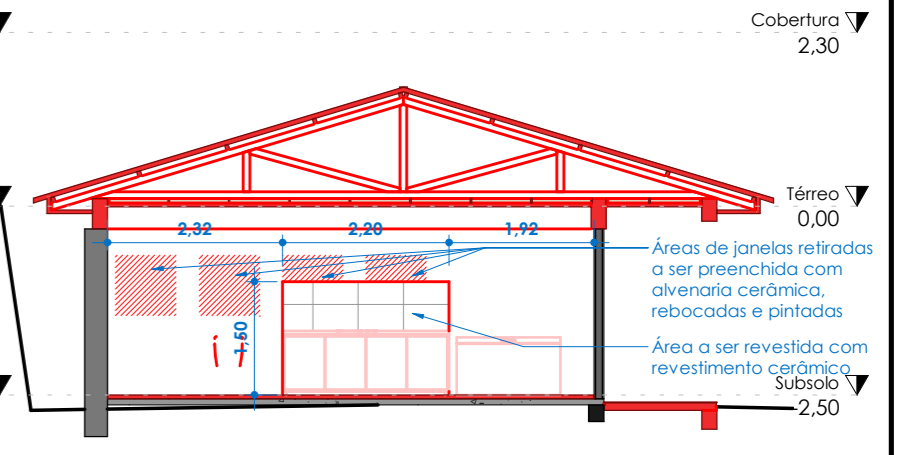 Cobertura
2,30
Térreo
0,00
2,32
2,20
1,92
Áreas de janelas retiradas
a ser preenchida com
alvenaria cerâmica,
rebocadas e pintadas
1,50
Área a ser revestida com
revestimento cerâmico
Subsolo
-2,50